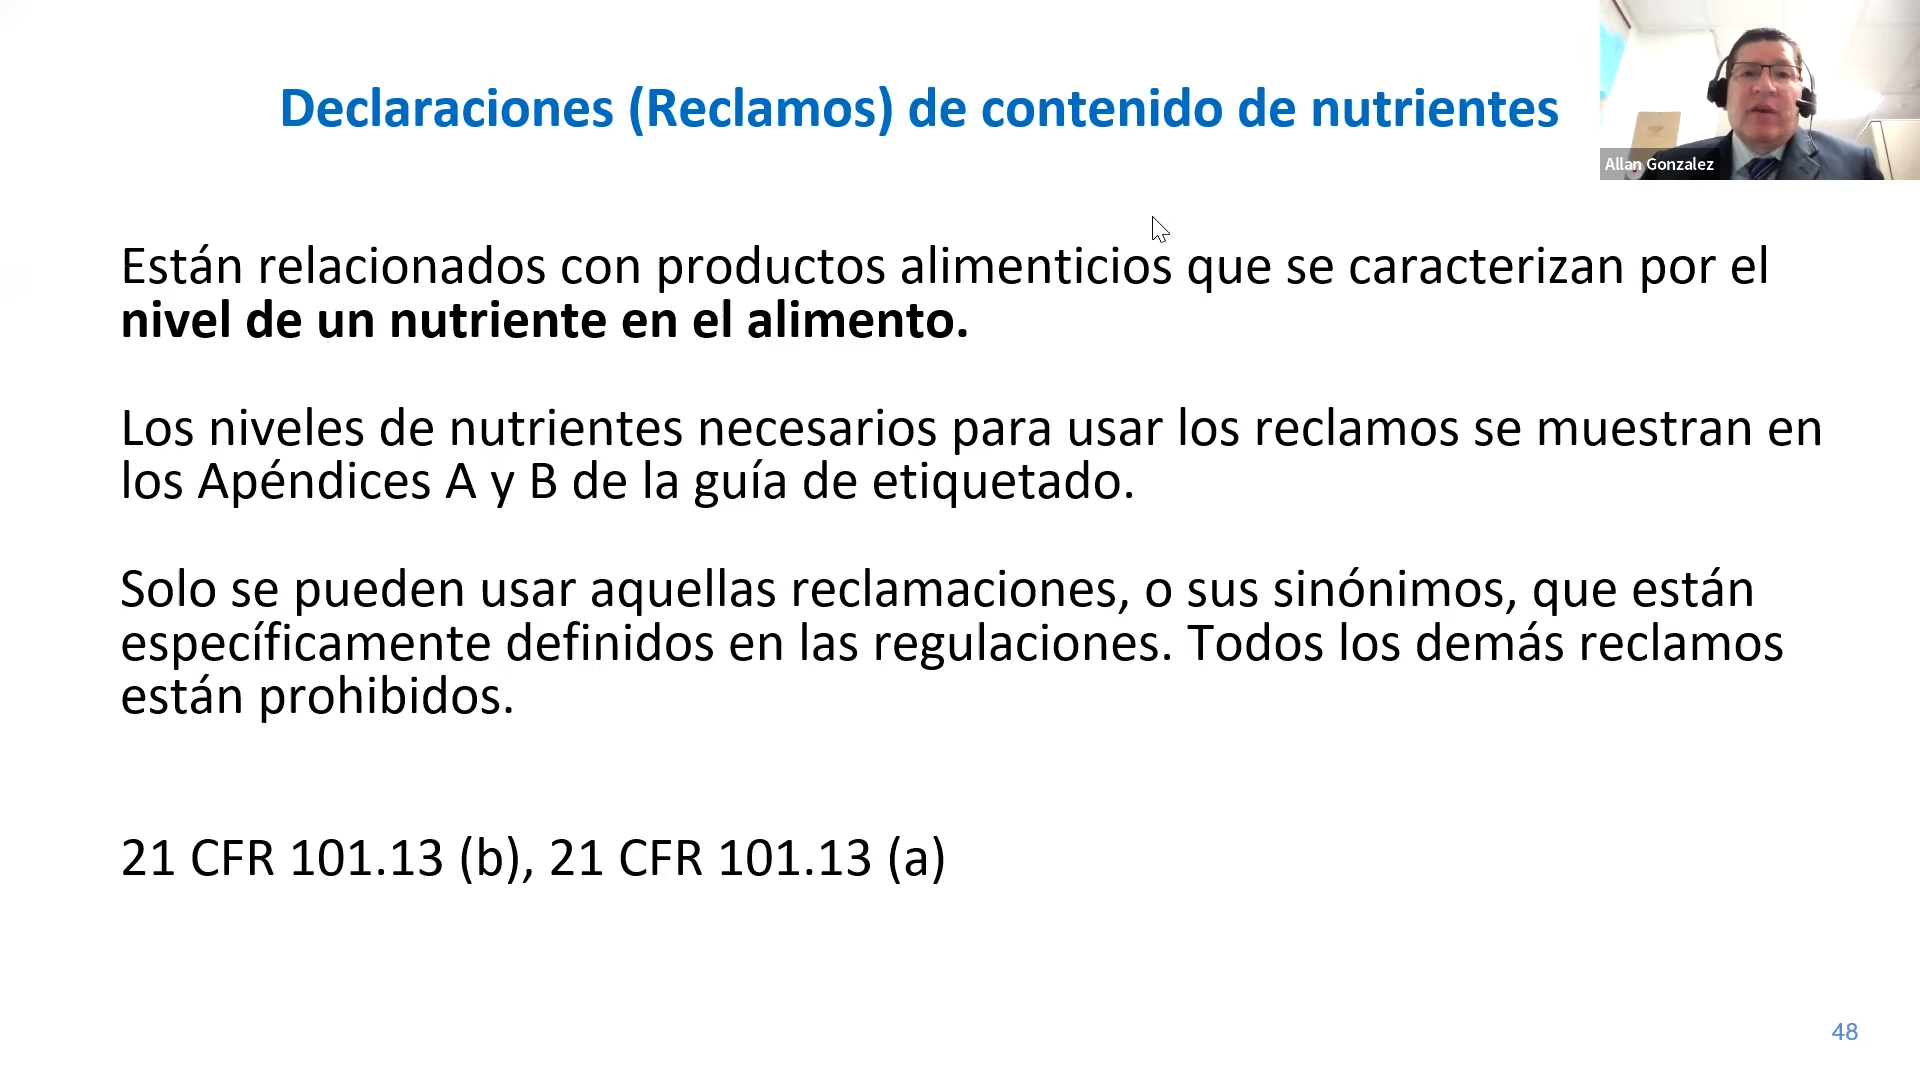 Declaraciones (Reclamos) de contenido de nutrientes
Allan Gonzalez
Están relacionados con productos alimenticios que se caracterizan por el
nivel de un nutriente en el alimento.
Los niveles de nutrientes necesarios para usar los reclamos se muestran en
los Apéndices A y B de la guía de etiquetado.
Solo se pueden usar aquellas reclamaciones, o sus sinónimos, que están
específicamente definidos en las regulaciones. Todos los demás reclamos
están prohibidos.
21 CFR 101.13 (b), 21 CFR 101.13 (a)
48